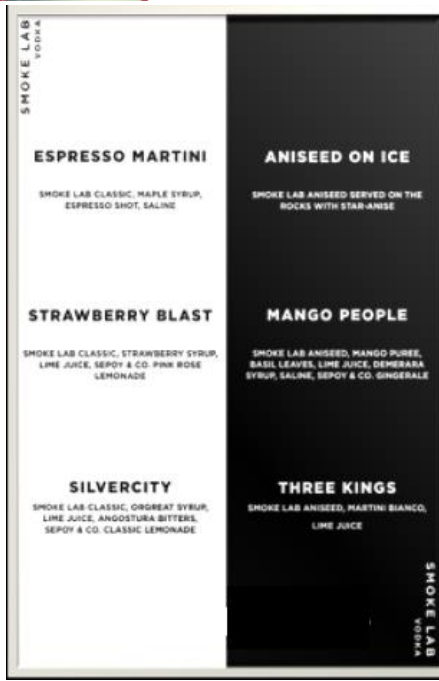 SMOKE LAB
VODKA
ESPRESSO MARTINI
SMOKE LAB CLASSIC, MAPLE SYRUP,
ESPRESSO SHOT, SALINE
STRAWBERRY BLAST
SMOKE LAB CLASSIC, STRAWBERRY SYRUP,
LIME JUICE, SEPOY & CO. PINK ROSE
LEMONADE
SILVERCITY
SMOKE LAB CLASSIC, ORGREAT SYRUP,
LIME JUICE, ANGOSTURA BITTERS,
SEPOY & CO. CLASSIC LEMONADE
ANISEED ON ICE
SMOKE LAB ANISEED SERVED ON THE
ROCKS WITH STAR-ANISE
MANGO PEOPLE
SMOKE LAB ANISEED, MANGO PUREE,
BASIL LEAVES, LIME JUICE, DEMERARA
SYRUP, SALINE, SEPOY & CO. GINGERALE
THREE KINGS
SMOKE LAB ANISEED, MARTINI BIANCO,
LIME JUICE
SMOKE LAB
VODKA